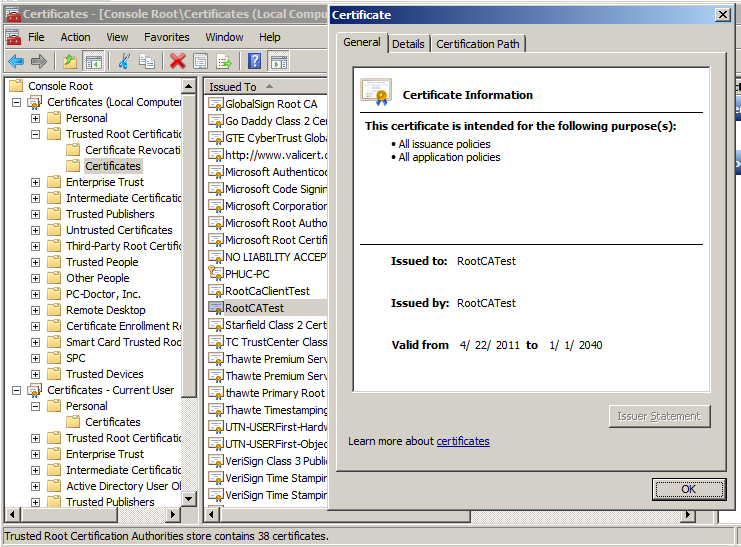 Certificates - [Console Root\Certificates (Local Compu
File Action View Favorites Window Help
Console Root
Certificates (Local Computer
Personal
Trusted Root Certificatio
Certificate Revocati
Certificates
Enterprise Trust
Intermediate Certificatio
Trusted Publishers
Untrusted Certificates
Third-Party Root Certific
Trusted People
Other People
PC-Doctor, Inc.
Remote Desktop
Certificate Enrollment Re
Smart Card Trusted Roo
SPC
Trusted Devices
Certificates - Current User
Personal
Certificates
Trusted Root Certificatio
Enterprise Trust
Intermediate Certificatio
Active Directory User Ob
Trusted Publishers
Issued To
GlobalSign Root CA
Go Daddy Class 2 Cer
GTE CyberTrust Globa
http://www.valicert.c
Microsoft Authenticod
Microsoft Code Signin
Microsoft Corporation
Microsoft Root Autho
Microsoft Root Certifi
NO LIABILITY ACCEP
PHUC-PC
RootCaClientTest
RootCATest
Starfield Class 2 Certi
TC TrustCenter Class
Thawte Premium Serv
Thawte Premium Serv
thawte Primary Root
Thawte Timestamping
UTN-USERFirst-Hardw
UTN-USERFirst-Objec
VeriSign Class 3 Publi
VeriSign Time Stampin
VeriSign Time Stampin
Trusted Root Certification Authorities store contains 38 certificates.
Certificate
General Details Certification Path
Certificate Information
This certificate is intended for the following purpose(s):
• All issuance policies
• All application policies
Issued to: RootCATest
Issued by: RootCATest
Valid from 4/ 22/ 2011 to 1/ 1/ 2040
Issuer Statement
Learn more about certificates
OK